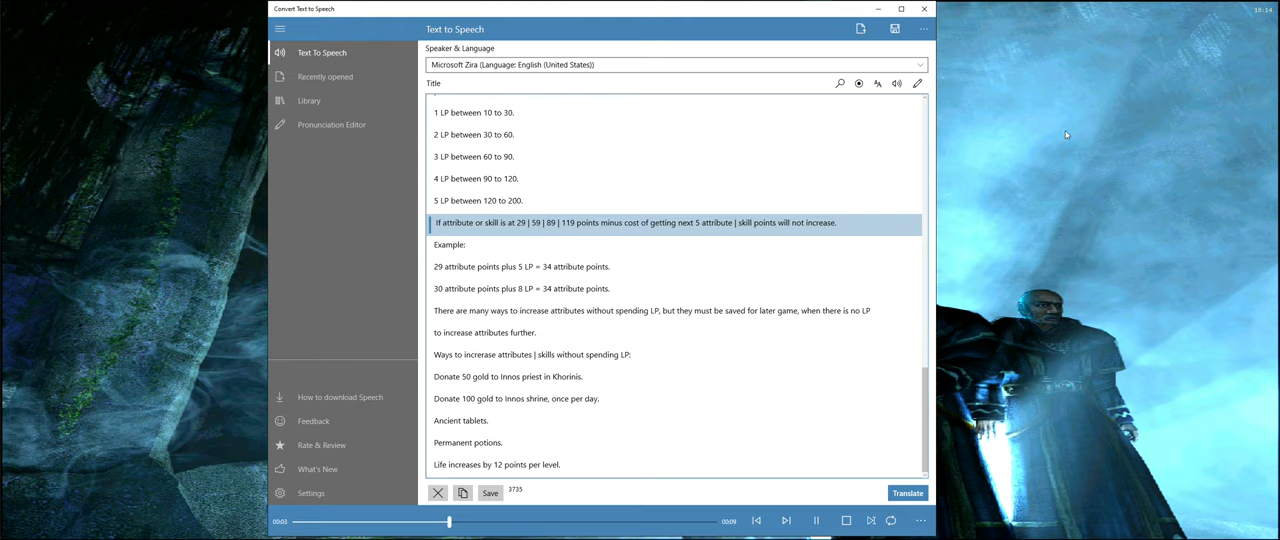 Convert Text to Speech
18:14
Text to Speech
Speaker & Language
Text To Speech
Microsoft Zira (Language: English (United States))
Recently opened
Title
Library
1 LP between 10 to 30.
Pronunciation Editor
2 LP between 30 to 60.
3 LP between 60 to 90.
4 LP between 90 to 120.
5 LP between 120 to 200.
If attribute or skill is at 29 | 59 | 89 | 119 points minus cost of getting next 5 attribute | skill points will not increase.
Example:
29 attribute points plus 5 LP = 34 attribute points.
30 attribute points plus 8 LP = 34 attribute points.
There are many ways to increase attributes without spending LP, but they must be saved for later game, when there is no LP
to increase attributes further.
Ways to increrase attributes | skills without spending LP:
Donate 50 gold to Innos priest in Khorinis.
Donate 100 gold to Innos shrine, once per day.
Ancient tablets.
Permanent potions.
Life increases by 12 points per level.
How to download Speech
Feedback
Rate & Review
What's New
Settings
Save
3735
Translate
00:03
00:09